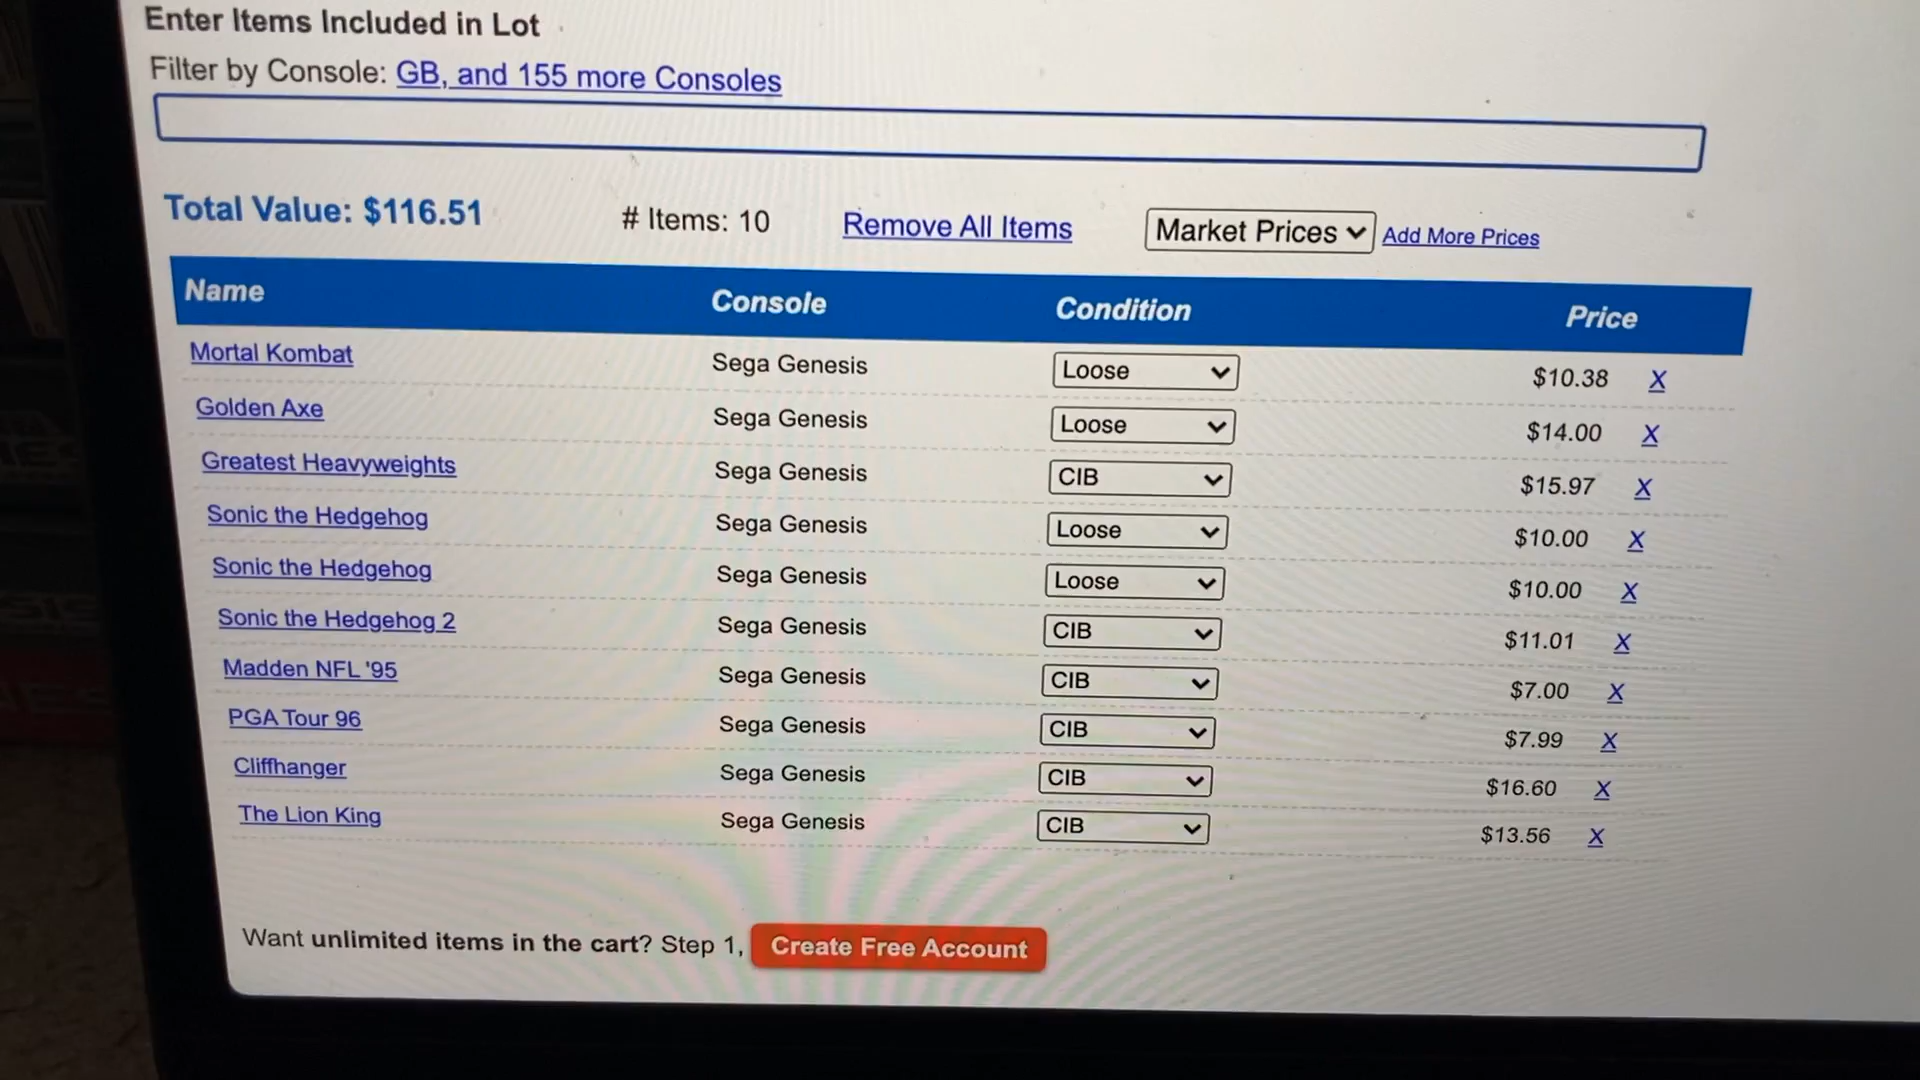 Enter Items Included in Lot
Filter by Console: GB, and 155 more Consoles
Total Value: $116.51 # Items: 10 Remove All Items Market Prices Add More Prices
Name Console Condition Price
Mortal Kombat Sega Genesis Loose $10.38 X
Golden Axe Sega Genesis Loose $14.00 X
Greatest Heavyweights Sega Genesis CIB $15.97 X
Sonic the Hedgehog Sega Genesis Loose $10.00 X
Sonic the Hedgehog Sega Genesis Loose $10.00 X
Sonic the Hedgehog 2 Sega Genesis CIB $11.01 X
Madden NFL '95 Sega Genesis CIB $7.00 X
PGA Tour 96 Sega Genesis CIB $7.99 X
Cliffhanger Sega Genesis CIB $16.60 X
The Lion King Sega Genesis CIB $13.56 X
Want unlimited items in the cart? Step 1, Create Free Account